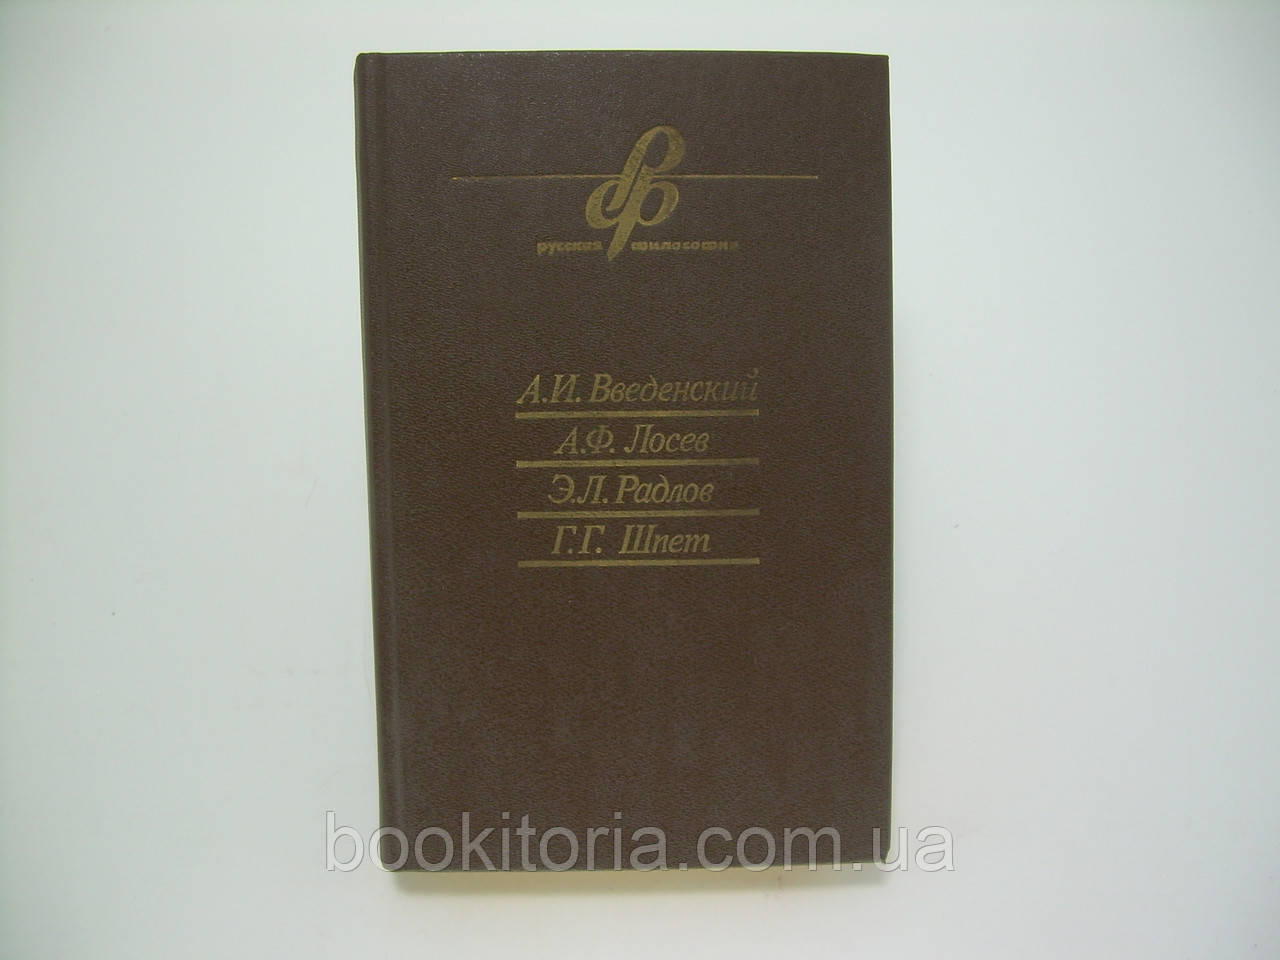 русская философия
А.И. Введенский
А.Ф. Лосев
Э.Л. Радлов
Г.Г. Шпет
bookitoria.com.ua